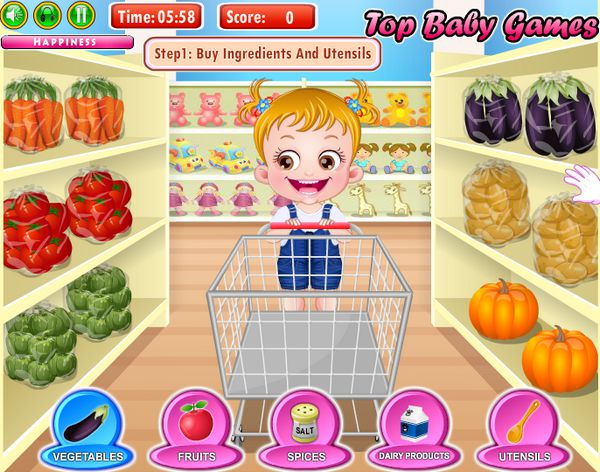 Time: 05:58
Score: 0
Top Baby Games
HAPPINESS
Step1: Buy Ingredients And Utensils
SALT
VEGETABLES
FRUITS
SPICES
DAIRY PRODUCTS
UTENSILS